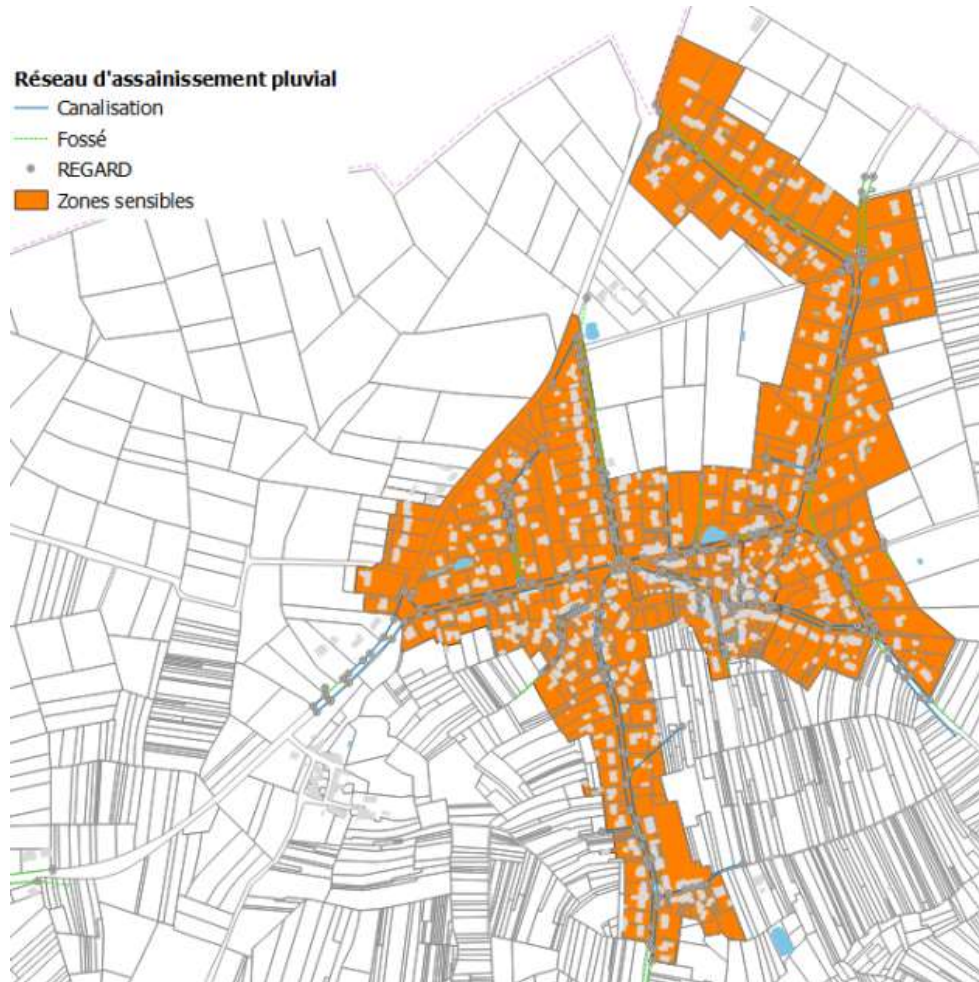 Réseau d'assainissement pluvial
Canalisation
Fossé
REGARD
Zones sensibles